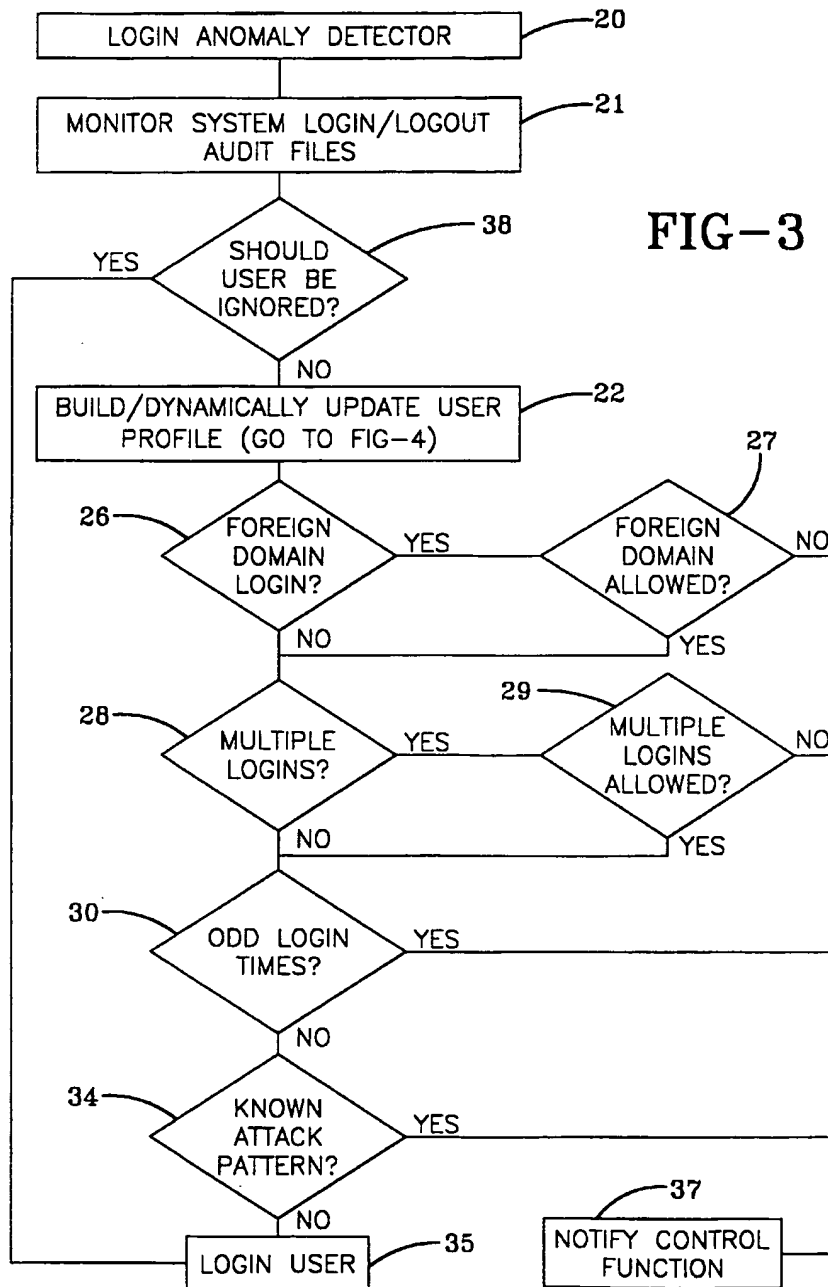 LOGIN ANOMALY DETECTOR
20
MONITOR SYSTEM LOGIN/LOGOUT
AUDIT FILES
21
FIG-3
SHOULD
USER BE
IGNORED?
38
YES
NO
BUILD/DYNAMICALLY UPDATE USER
PROFILE (GO TO FIG-4)
22
26
FOREIGN
DOMAIN
LOGIN?
YES
NO
27
FOREIGN
DOMAIN
ALLOWED?
NO
YES
28
MULTIPLE
LOGINS?
YES
NO
29
MULTIPLE
LOGINS
ALLOWED?
NO
YES
30
ODD LOGIN
TIMES?
YES
NO
34
KNOWN
ATTACK
PATTERN?
YES
NO
LOGIN USER
35
37
NOTIFY CONTROL
FUNCTION